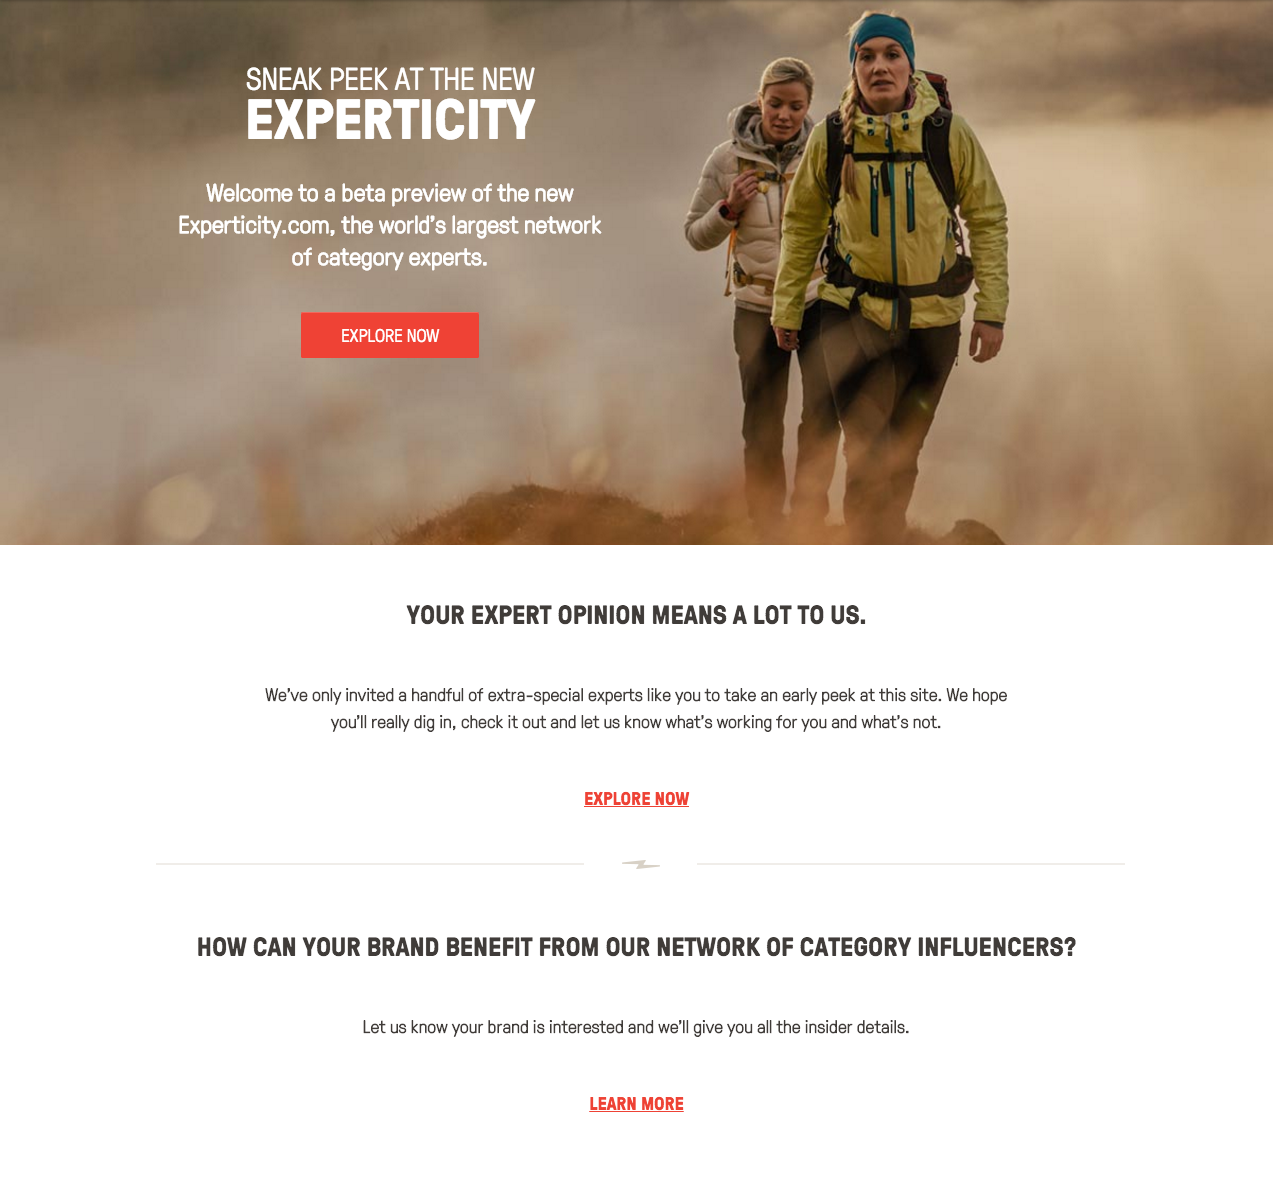 SNEAK PEEK AT THE NEW
EXPERTICITY
Welcome to a beta preview of the new
Experticity.com, the world's largest network
of category experts.
EXPLORE NOW
YOUR EXPERT OPINION MEANS A LOT TO US.
We've only invited a handful of extra-special experts like you to take an early peek at this site. We hope
you'll really dig in, check it out and let us know what's working for you and what's not.
EXPLORE NOW
HOW CAN YOUR BRAND BENEFIT FROM OUR NETWORK OF CATEGORY INFLUENCERS?
Let us know your brand is interested and we'll give you all the insider details.
LEARN MORE